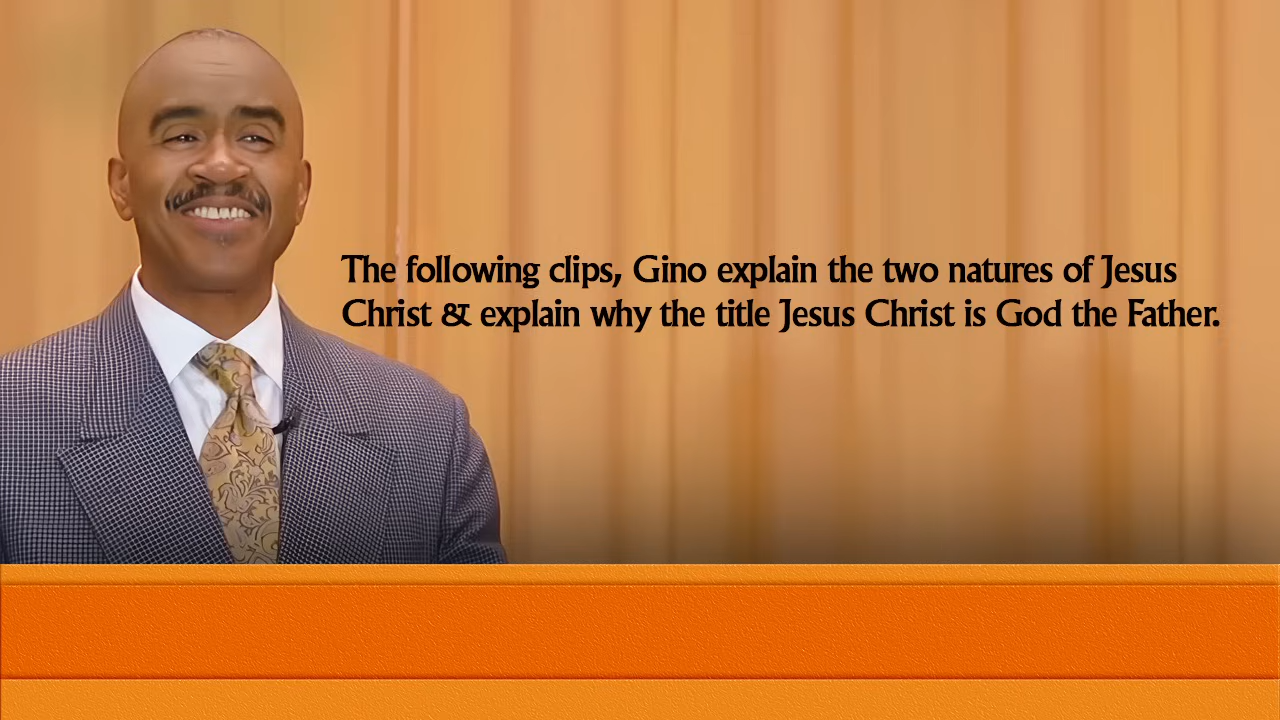 The following clips, Gino explain the two natures of Jesus
Christ & explain why the title Jesus Christ is God the Father.